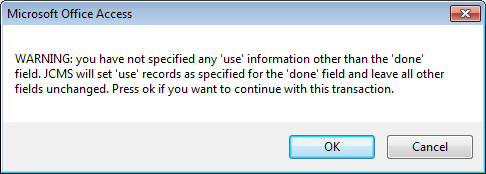 Microsoft Office Access
WARNING: you have not specified any 'use' information other than the 'done'
field. JCMS will set 'use' records as specified for the 'done' field and leave all other
fields unchanged. Press ok if you want to continue with this transaction.
OK Cancel